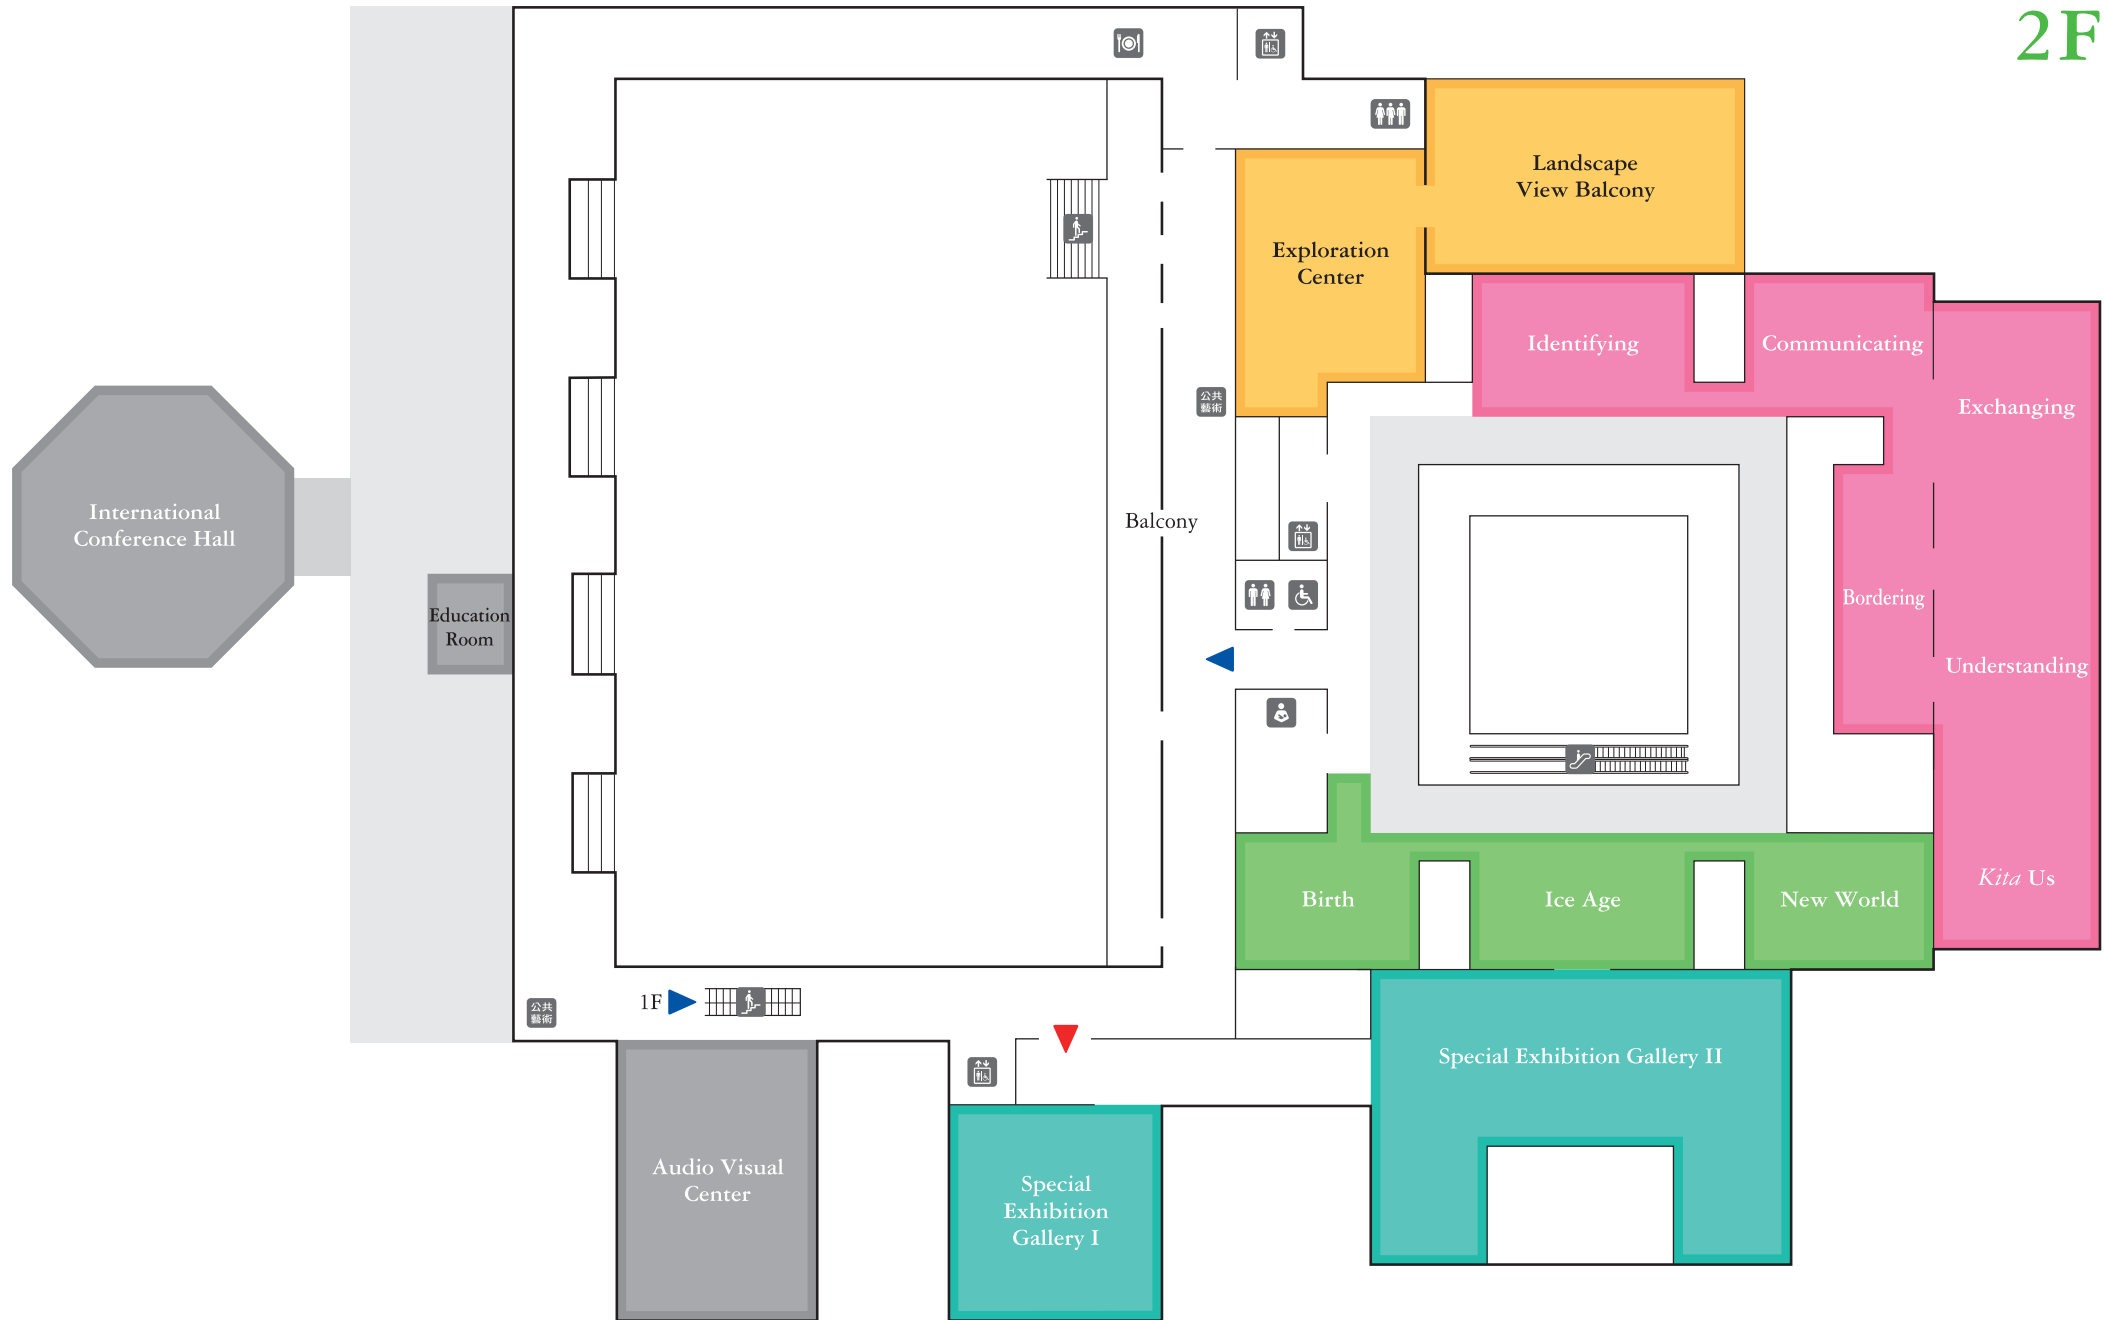 2F
Landscape
View Balcony
Exploration
Center
Identifying
Communicating
公共
藝術
Exchanging
International
Conference Hall
Balcony
Education
Room
Bordering
Understanding
Birth
Ice Age
New World
Kita Us
公共
藝術
1F
Special Exhibition Gallery II
Audio Visual
Center
Special
Exhibition
Gallery I